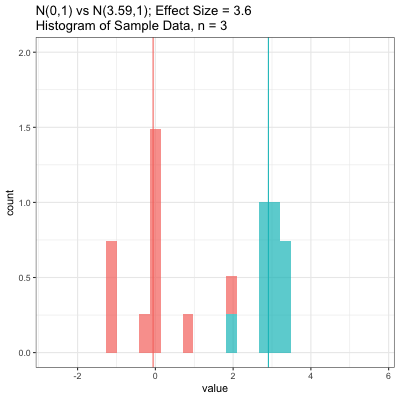 N(0,1) vs N(3.59,1); Effect Size = 3.6
Histogram of Sample Data, n = 3
2.0
1.5
1.0
0.5
0.0
count
-2 0 2 4 6
value